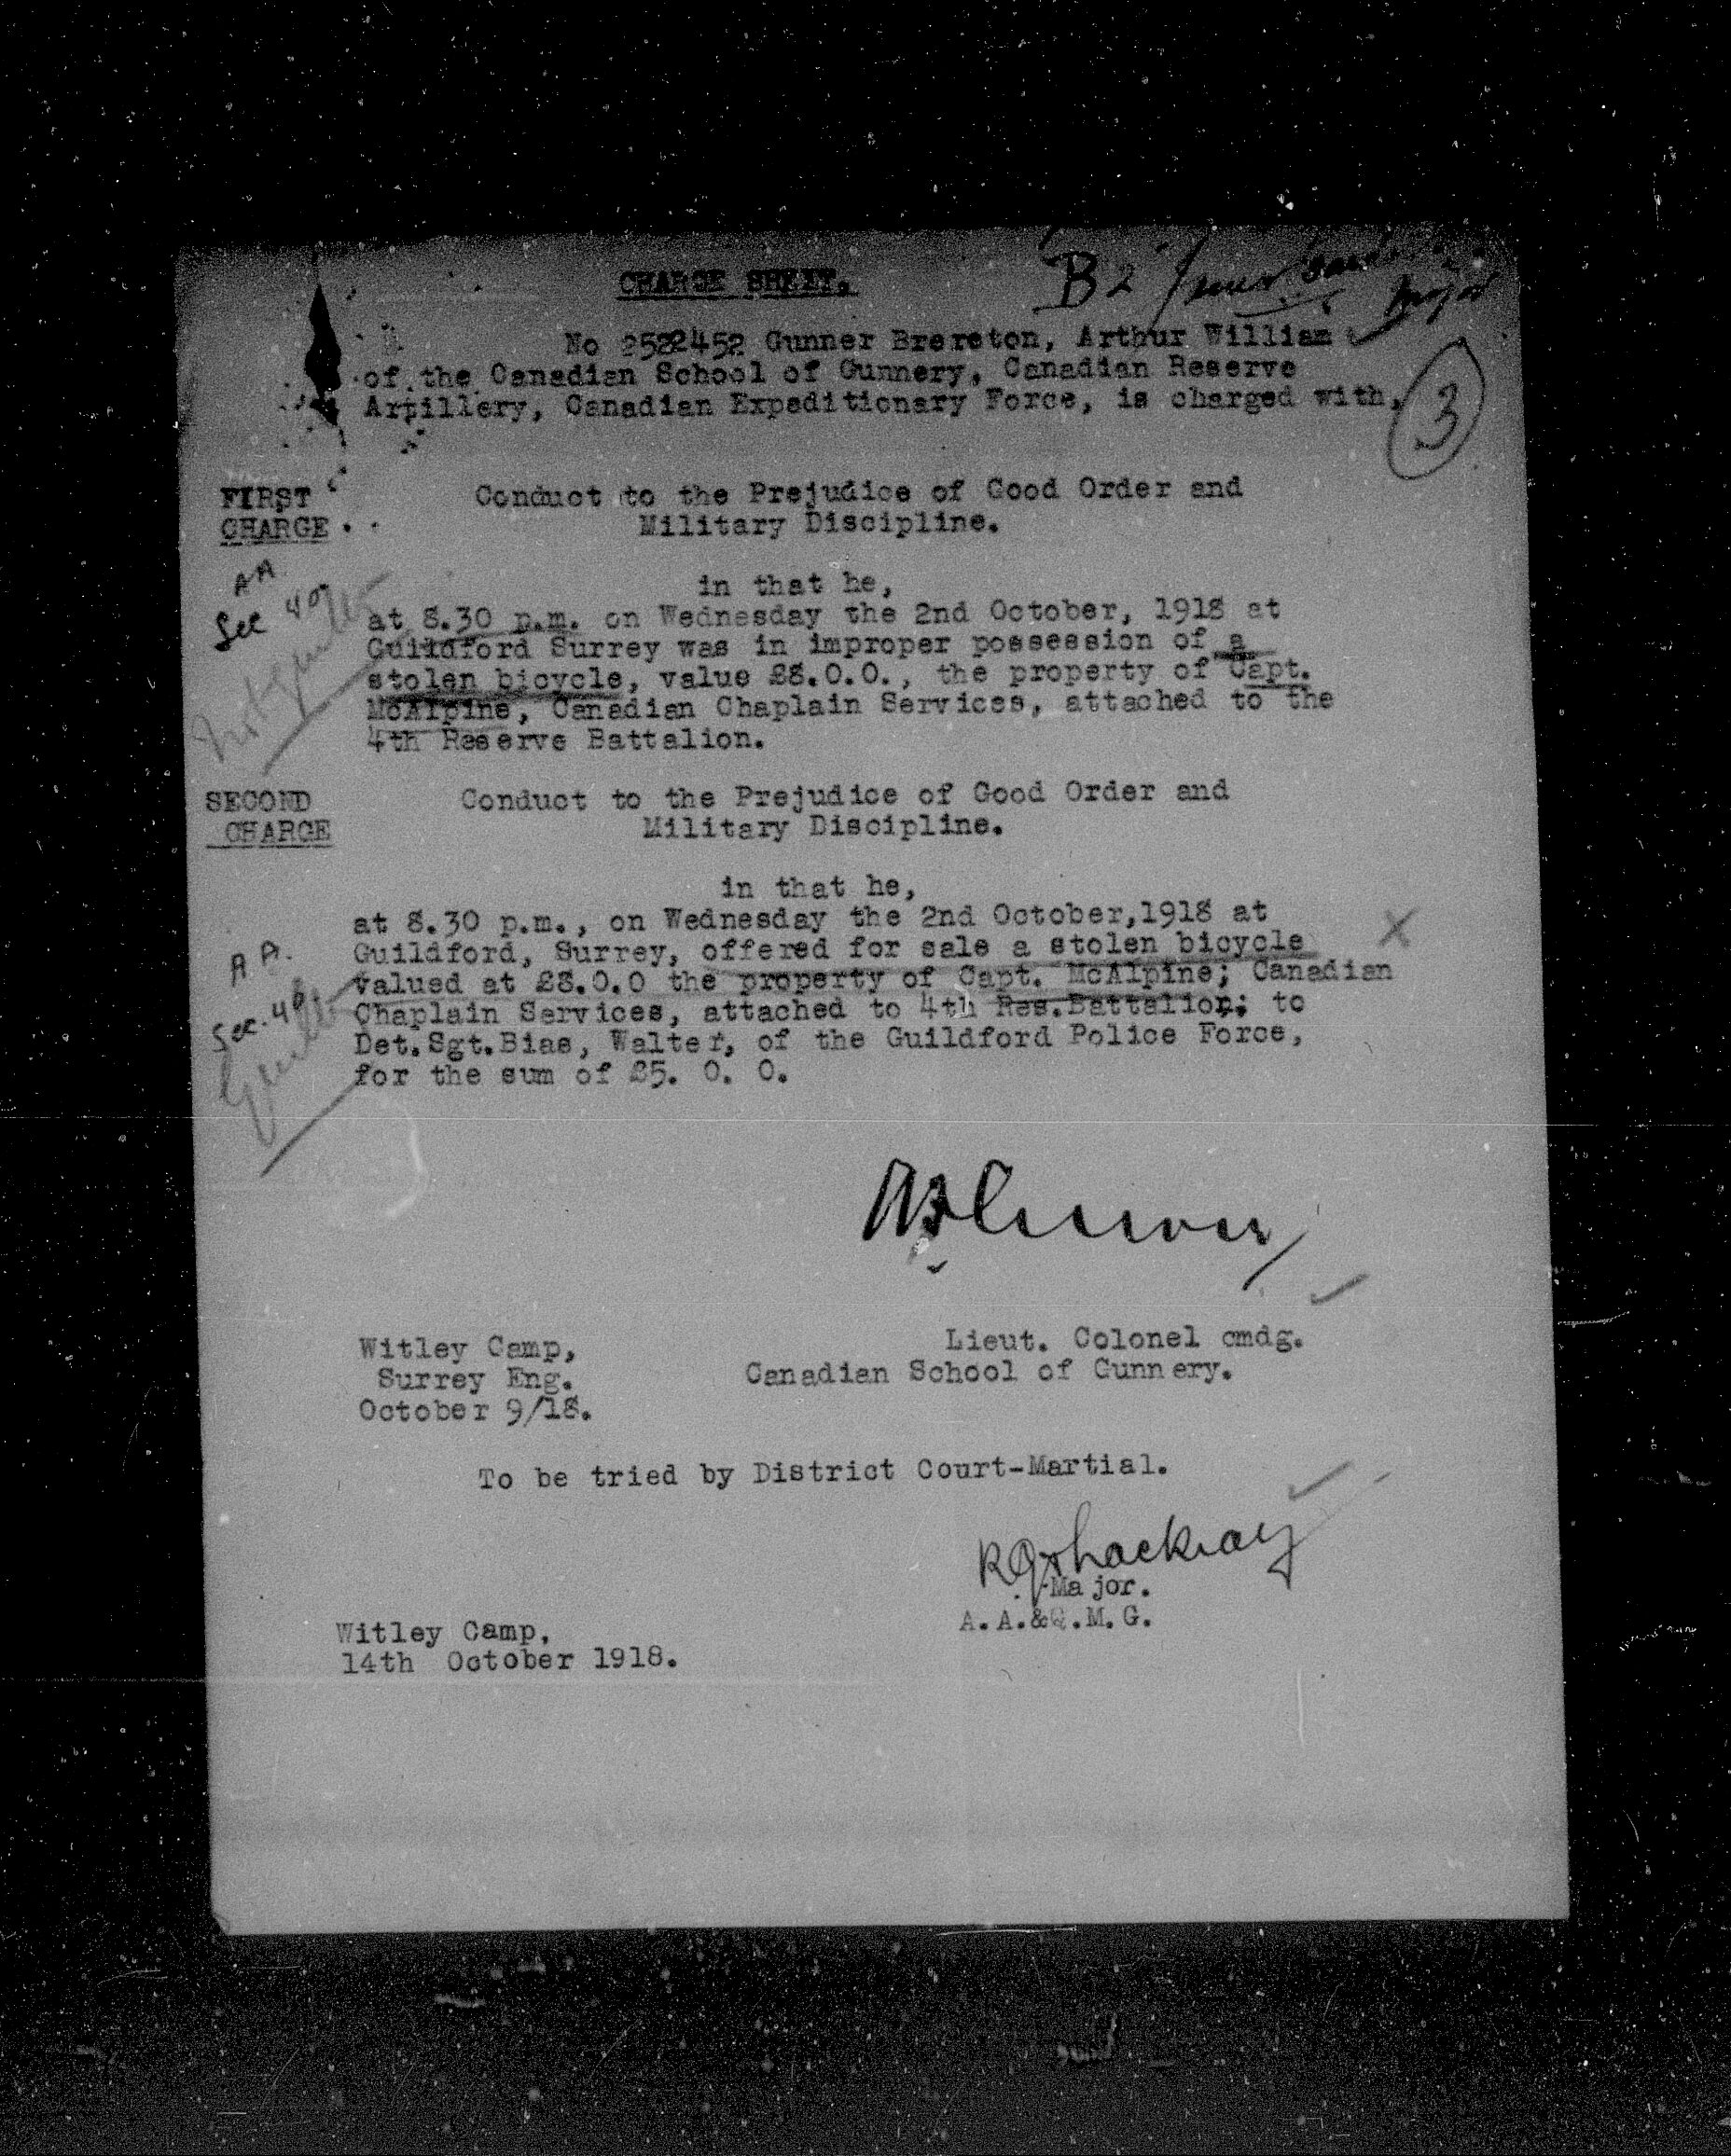 CHARGE SHEET.
B2
Major
No 2522452 Gunner Brereton, Arthur William
of the Canadian School of Gunnery, Canadian Reserve
Artillery, Canadian Expeditionary Force, is charged with,
3
FIRST Conduct to the Prejudice of Good Order and
CHARGE Military Discipline.
AA
Sec 40
Not guilty
in that he,
at 8.30 p.m. on Wednesday the 2nd October, 1918 at
Guildford Surrey was in improper possession of a
stolen bicycle, value £8.0.0., the property of Capt.
McAlpine, Canadian Chaplain Services, attached to the
4th Reserve Battalion.
SECOND Conduct to the Prejudice of Good Order and
CHARGE Military Discipline.
in that he,
at 8.30 p.m., on Wednesday the 2nd October,1918 at
Guildford, Surrey, offered for sale a stolen bicycle X
valued at £8.0.0 the property of Capt. McAlpine; Canadian
Chaplain Services, attached to 4th Res.Battalion; to
Det.Sgt.Bias, Walter, of the Guildford Police Force,
for the sum of £5. 0. 0.
A A.
Sec. 40
Guilty
Witley Camp, Lieut. Colonel cmdg.
Surrey Eng. Canadian School of Gunnery.
October 9/18.
To be tried by District Court-Martial.
Major.
A.A.&Q.M.G.
Witley Camp,
14th October 1918.